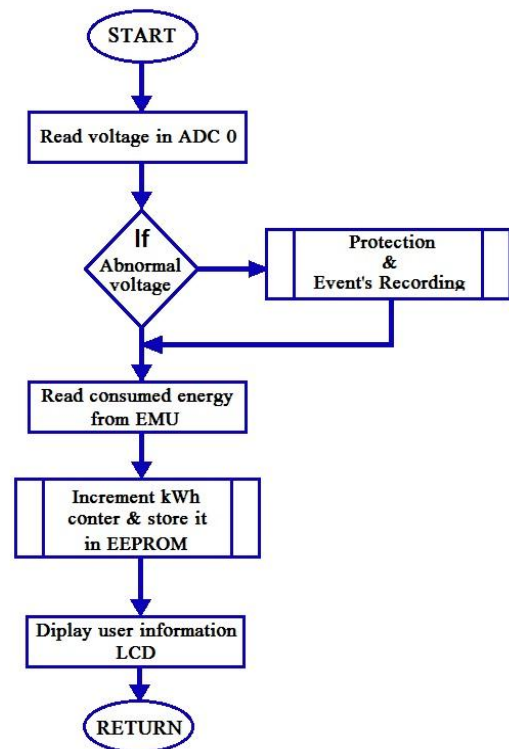 START
Read voltage in ADC 0
If
Abnormal
voltage
Protection
&
Event's Recording
Read consumed energy
from EMU
Increment kWh
conter & store it
in EEPROM
Diplay user information
LCD
RETURN